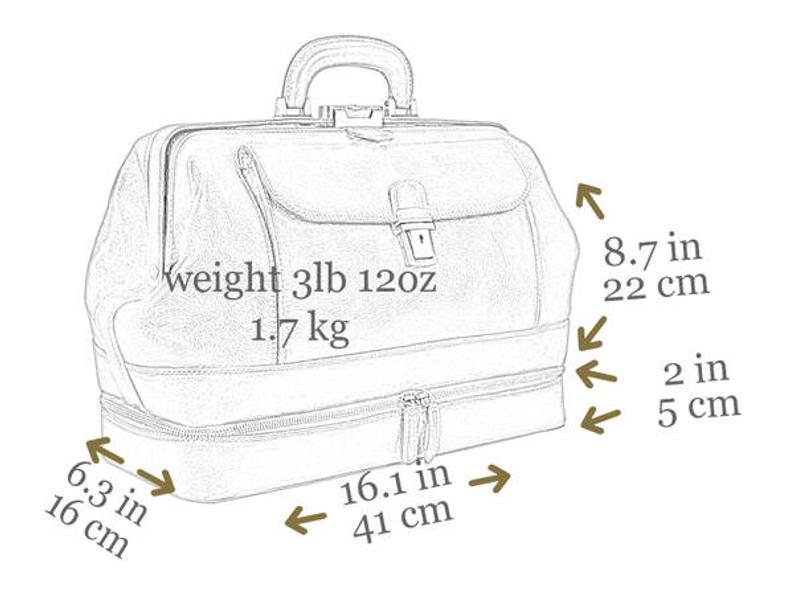 weight 3lb 12oz
1.7 kg
8.7 in
22 cm
2 in
5 cm
6.3 in
16 cm
16.1 in
41 cm